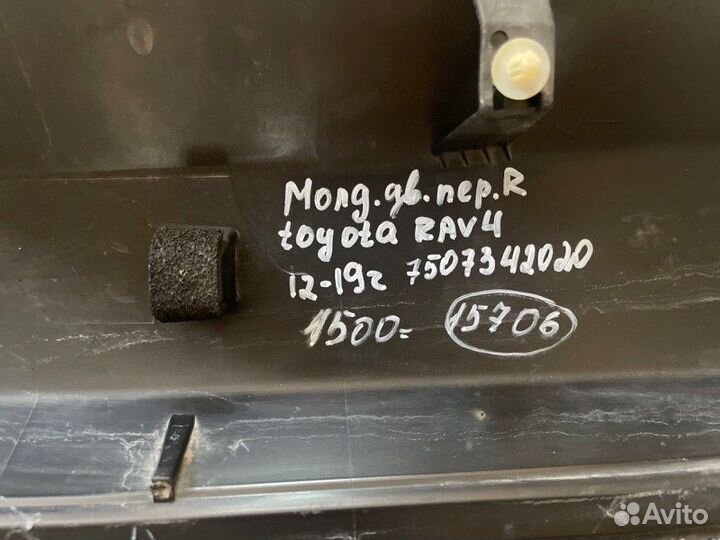 Молд.дв.пер.R
toyota RAV4
12-19г 7507342020
1500= 15706
Avito